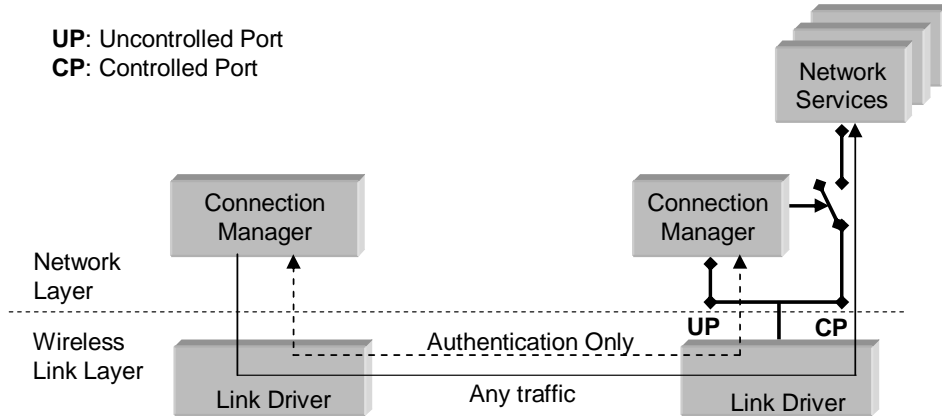 UP: Uncontrolled Port
CP: Controlled Port
Network
Services
Connection
Manager
Connection
Manager
Network
Layer
UP
CP
Wireless
Link Layer
Authentication Only
Any traffic
Link Driver
Link Driver